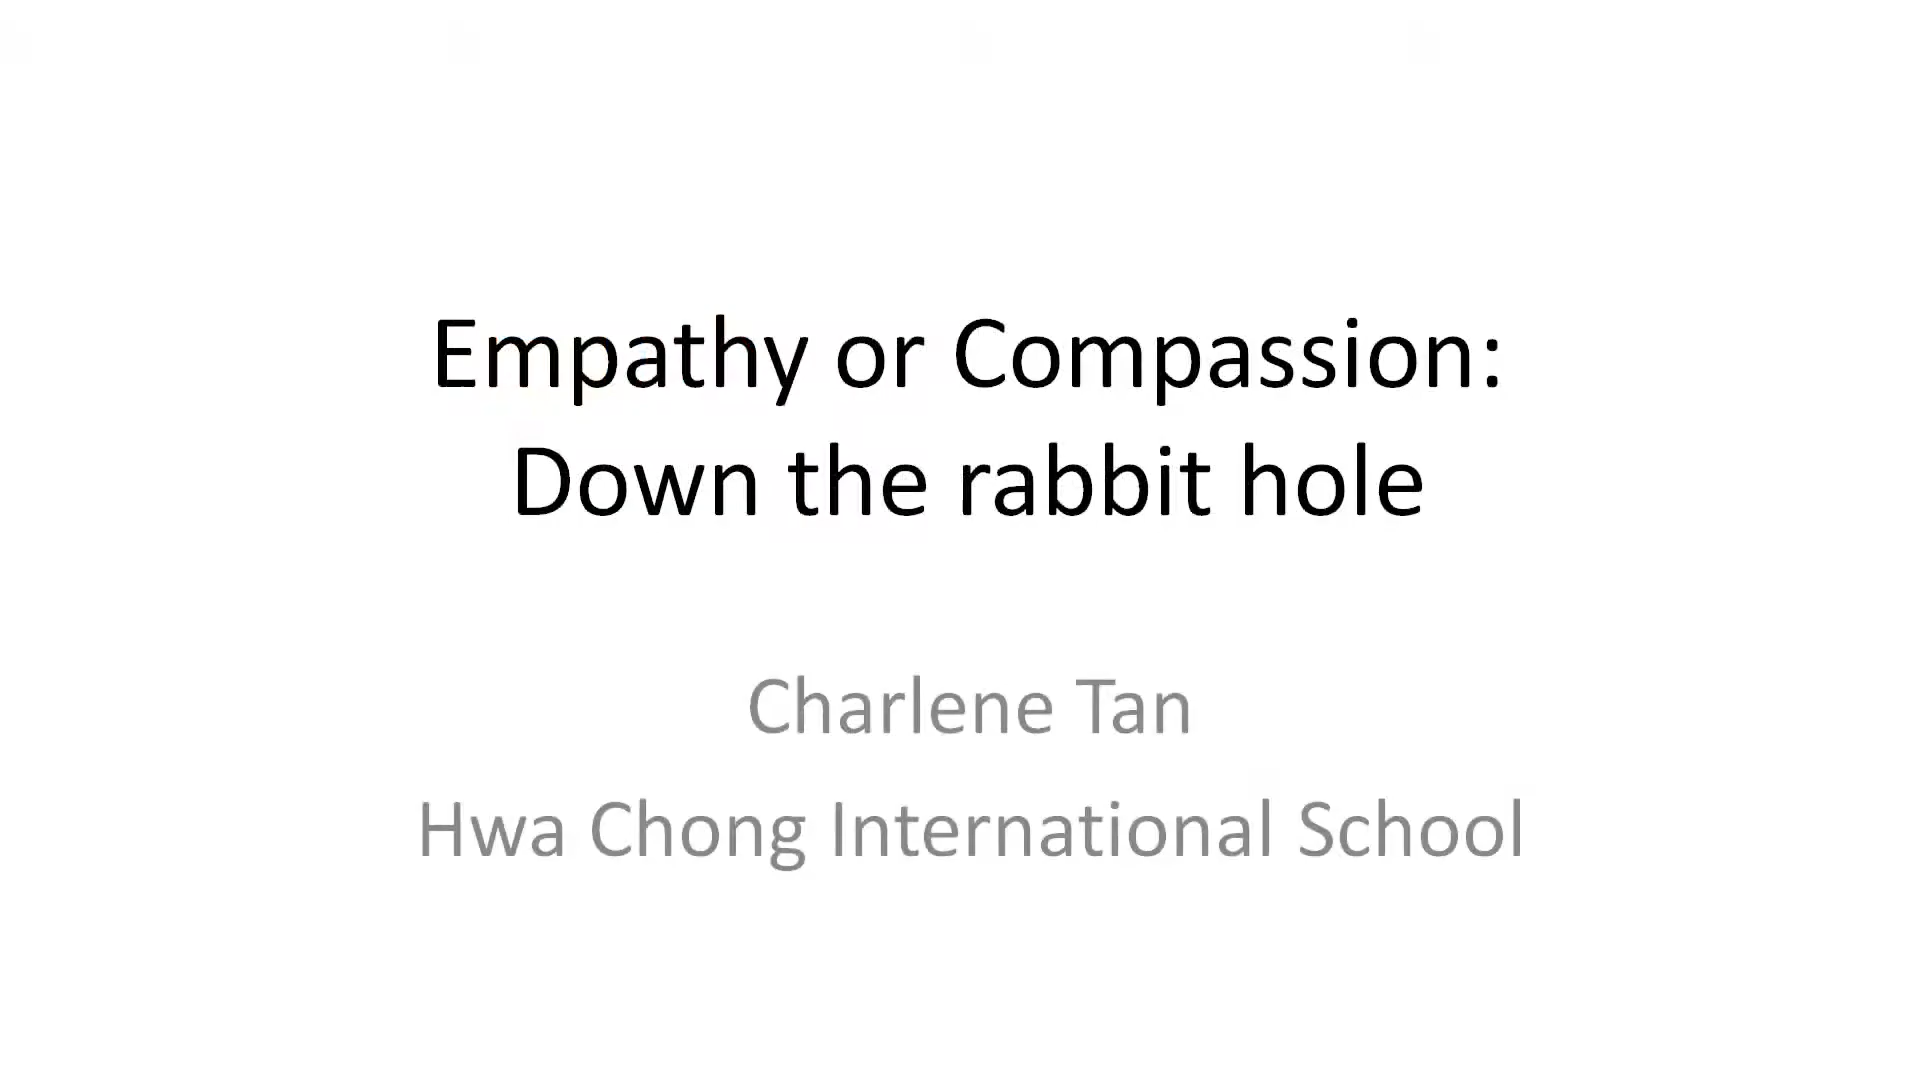 Empathy or Compassion:
Down the rabbit hole
Charlene Tan
Hwa Chong International School